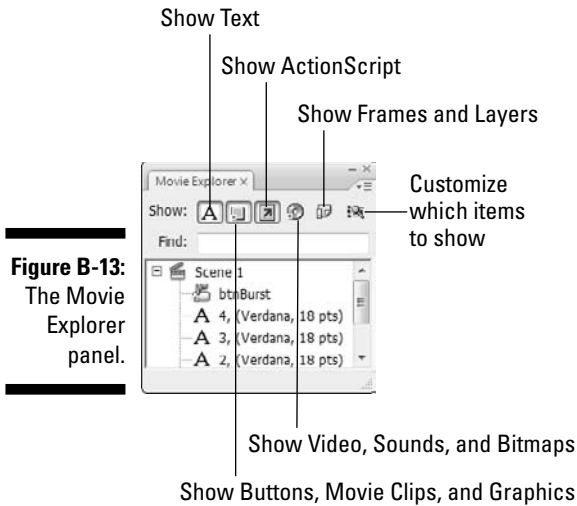 Show Text
Show ActionScript
Show Frames and Layers
Movie Explorer ×
Show: A
Customize
which items
to show
Find:
Figure B-13:
The Movie
Explorer
panel.
Scene 1
btnBurst
A 4, (Verdana, 18 pts)
A 3, (Verdana, 18 pts)
A 2, (Verdana, 18 pts)
Show Video, Sounds, and Bitmaps
Show Buttons, Movie Clips, and Graphics